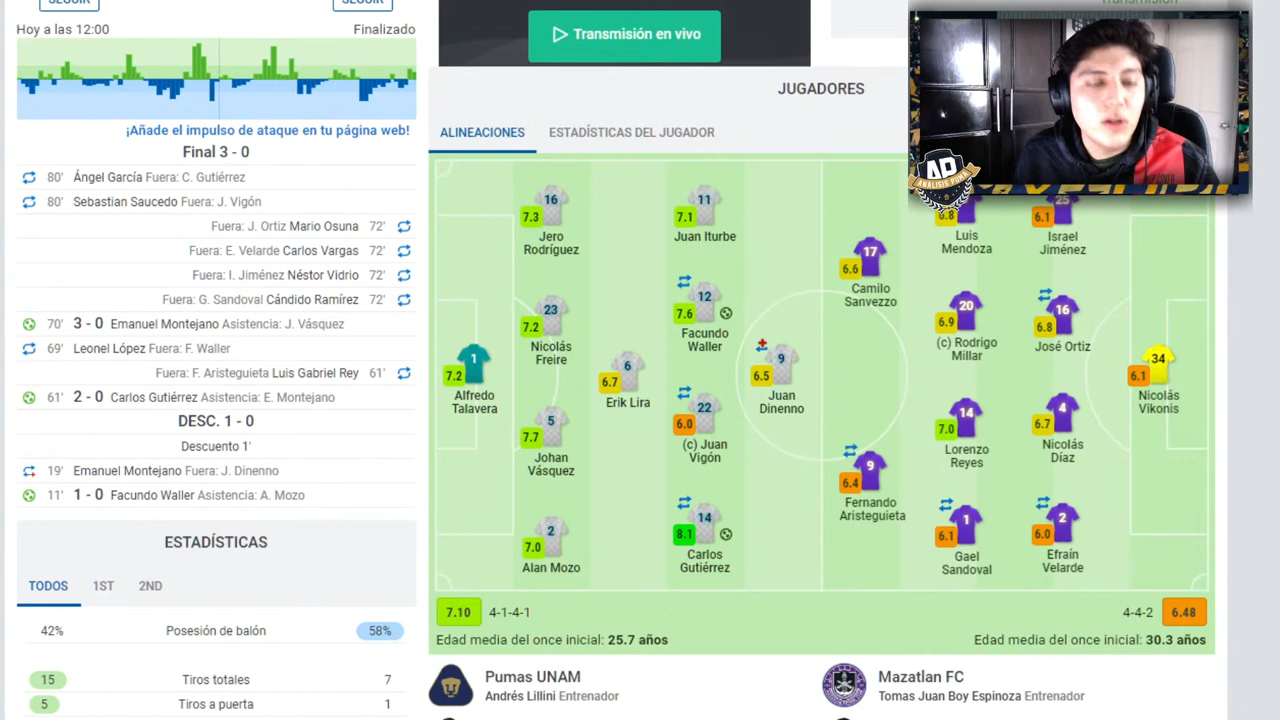 SEGUIR
SEGUIR
Hoy a las 12:00
Finalizado
¡Añade el impulso de ataque en tu página web!
Final 3 - 0
80' Ángel García Fuera: C. Gutiérrez
80' Sebastian Saucedo Fuera: J. Vigón
Fuera: J. Ortiz Mario Osuna 72'
Fuera: E. Velarde Carlos Vargas 72'
Fuera: I. Jiménez Néstor Vidrio 72'
Fuera: G. Sandoval Cándido Ramírez 72'
70' 3 - 0 Emanuel Montejano Asistencia: J. Vásquez
69' Leonel López Fuera: F. Waller
Fuera: F. Aristeguieta Luis Gabriel Rey 61'
61' 2 - 0 Carlos Gutiérrez Asistencia: E. Montejano
DESC. 1 - 0
Descuento 1'
19' Emanuel Montejano Fuera: J. Dinenno
11' 1 - 0 Facundo Waller Asistencia: A. Mozo
ESTADÍSTICAS
TODOS 1ST 2ND
42% Posesión de balón 58%
15 Tiros totales 7
5 Tiros a puerta 1
Transmisión en vivo
Transmisión
JUGADORES
ALINEACIONES ESTADÍSTICAS DEL JUGADOR
1
7.2
Alfredo
Talavera
16
7.3
Jero
Rodríguez
23
7.2
Nicolás
Freire
5
7.7
Johan
Vásquez
2
7.0
Alan Mozo
6
6.7
Erik Lira
11
7.1
Juan Iturbe
12
7.6
Facundo
Waller
22
6.0
(c) Juan
Vigón
14
8.1
Carlos
Gutiérrez
9
6.5
Juan
Dinenno
17
6.6
Camilo
Sanvezzo
9
6.4
Fernando
Aristeguieta
6.8
Luis
Mendoza
20
6.9
(c) Rodrigo
Millar
14
7.0
Lorenzo
Reyes
1
6.1
Gael
Sandoval
25
6.1
Israel
Jiménez
16
6.8
José Ortiz
4
6.7
Nicolás
Díaz
2
6.0
Efraín
Velarde
34
6.1
Nicolás
Vikonis
7.10 4-1-4-1
4-4-2 6.48
Edad media del once inicial: 25.7 años
Edad media del once inicial: 30.3 años
Pumas UNAM
Andrés Lillini Entrenador
Mazatlan FC
Tomas Juan Boy Espinoza Entrenador
AD
ANÁLISIS PUMA